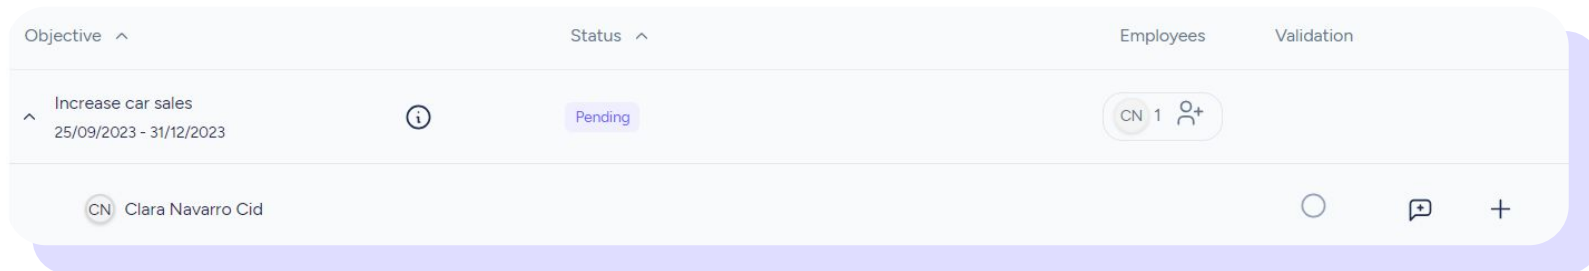 Objective
Status
Employees
Validation
Increase car sales
25/09/2023 - 31/12/2023
Pending
CN 1
CN Clara Navarro Cid